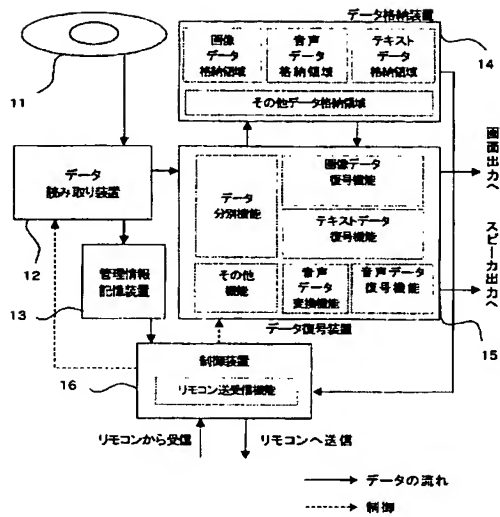 データ格納装置
画像
データ
格納領域
音声
データ
格納領域
テキスト
データ
格納領域
その他データ格納領域
14
11
データ
読み取り装置
12
データ
分別機能
画像データ
復号機能
テキストデータ
復号機能
その他
機能
音声
データ
変換機能
音声データ
復号機能
データ復号装置
15
画面出力へ
スピーカ出力へ
管理情報
記憶装置
13
制御装置
リモコン送受信機能
16
リモコンから受信
リモコンへ送信
データの流れ
制御